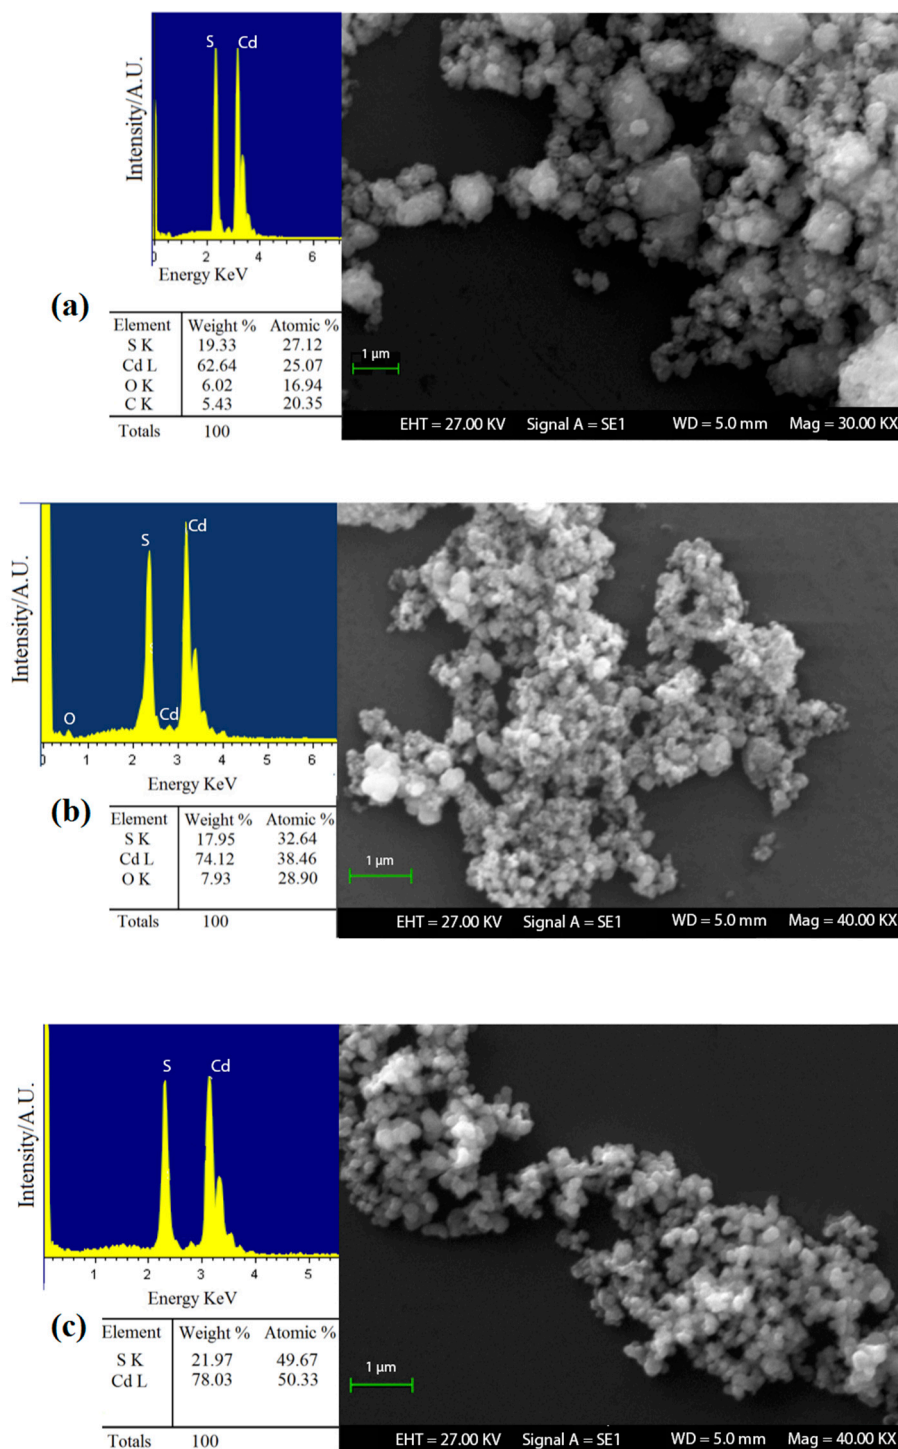 S Cd
Intensity/A.U.
0 2 4 6
Energy KeV
(a)
Element Weight % Atomic %
S K 19.33 27.12
Cd L 62.64 25.07
O K 6.02 16.94
C K 5.43 20.35
Totals 100
1 µm
EHT = 27.00 KV Signal A = SE1 WD = 5.0 mm Mag = 30.00 KX
S Cd
O Cd
Intensity/A.U.
0 1 2 3 4 5 6
Energy KeV
(b)
Element Weight % Atomic %
S K 17.95 32.64
Cd L 74.12 38.46
O K 7.93 28.90
Totals 100
1 µm
EHT = 27.00 KV Signal A = SE1 WD = 5.0 mm Mag = 40.00 KX
S Cd
Intensity/A.U.
1 2 3 4 5
Energy KeV
(c)
Element Weight % Atomic %
S K 21.97 49.67
Cd L 78.03 50.33
Totals 100
1 µm
EHT = 27.00 KV Signal A = SE1 WD = 5.0 mm Mag = 40.00 KX